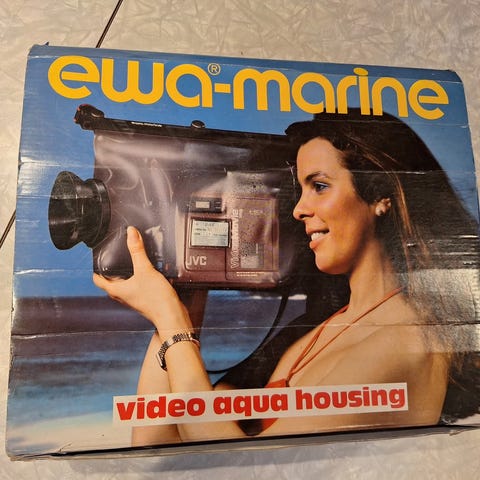 ewa®-marine
JVC
video aqua housing